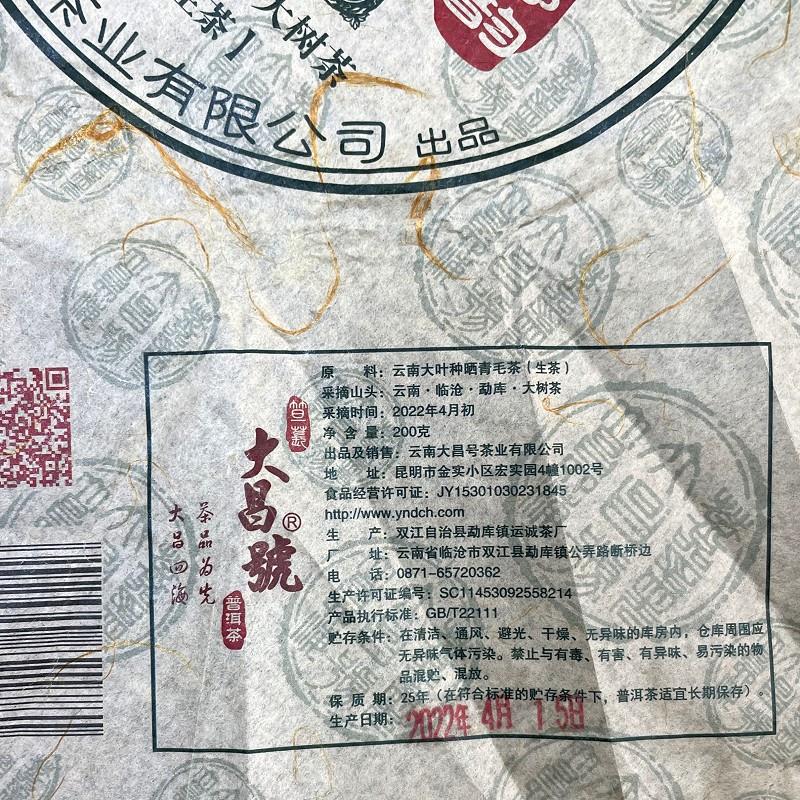 大树茶
茶】
茶业有限公司 出品
原 料：云南大叶种晒青毛茶（生茶）
采摘山头：云南·临沧·勐库·大树茶
采摘时间：2022年4月初
净 含 量：200克
出品及销售：云南大昌号茶业有限公司
地 址：昆明市金实小区宏实园4幢1002号
食品经营许可证：JY15301030231845
http://www.yndch.com
生 产：双江自治县勐库镇运诚茶厂
厂 址：云南省临沧市双江县勐库镇公弄路断桥边
电 话：0871-65720362
生产许可证编号：SC11453092558214
产品执行标准：GB/T22111
贮存条件：在清洁、通风、避光、干燥、无异味的库房内，仓库周围应
无异味气体污染。禁止与有毒、有害、有异味、易污染的物
品混贮、混放。
保 质 期：25年（在符合标准的贮存条件下，普洱茶适宜长期保存）。
生产日期：2022年 4月 15日
大昌號®
普洱茶
茶品为先
大昌四海